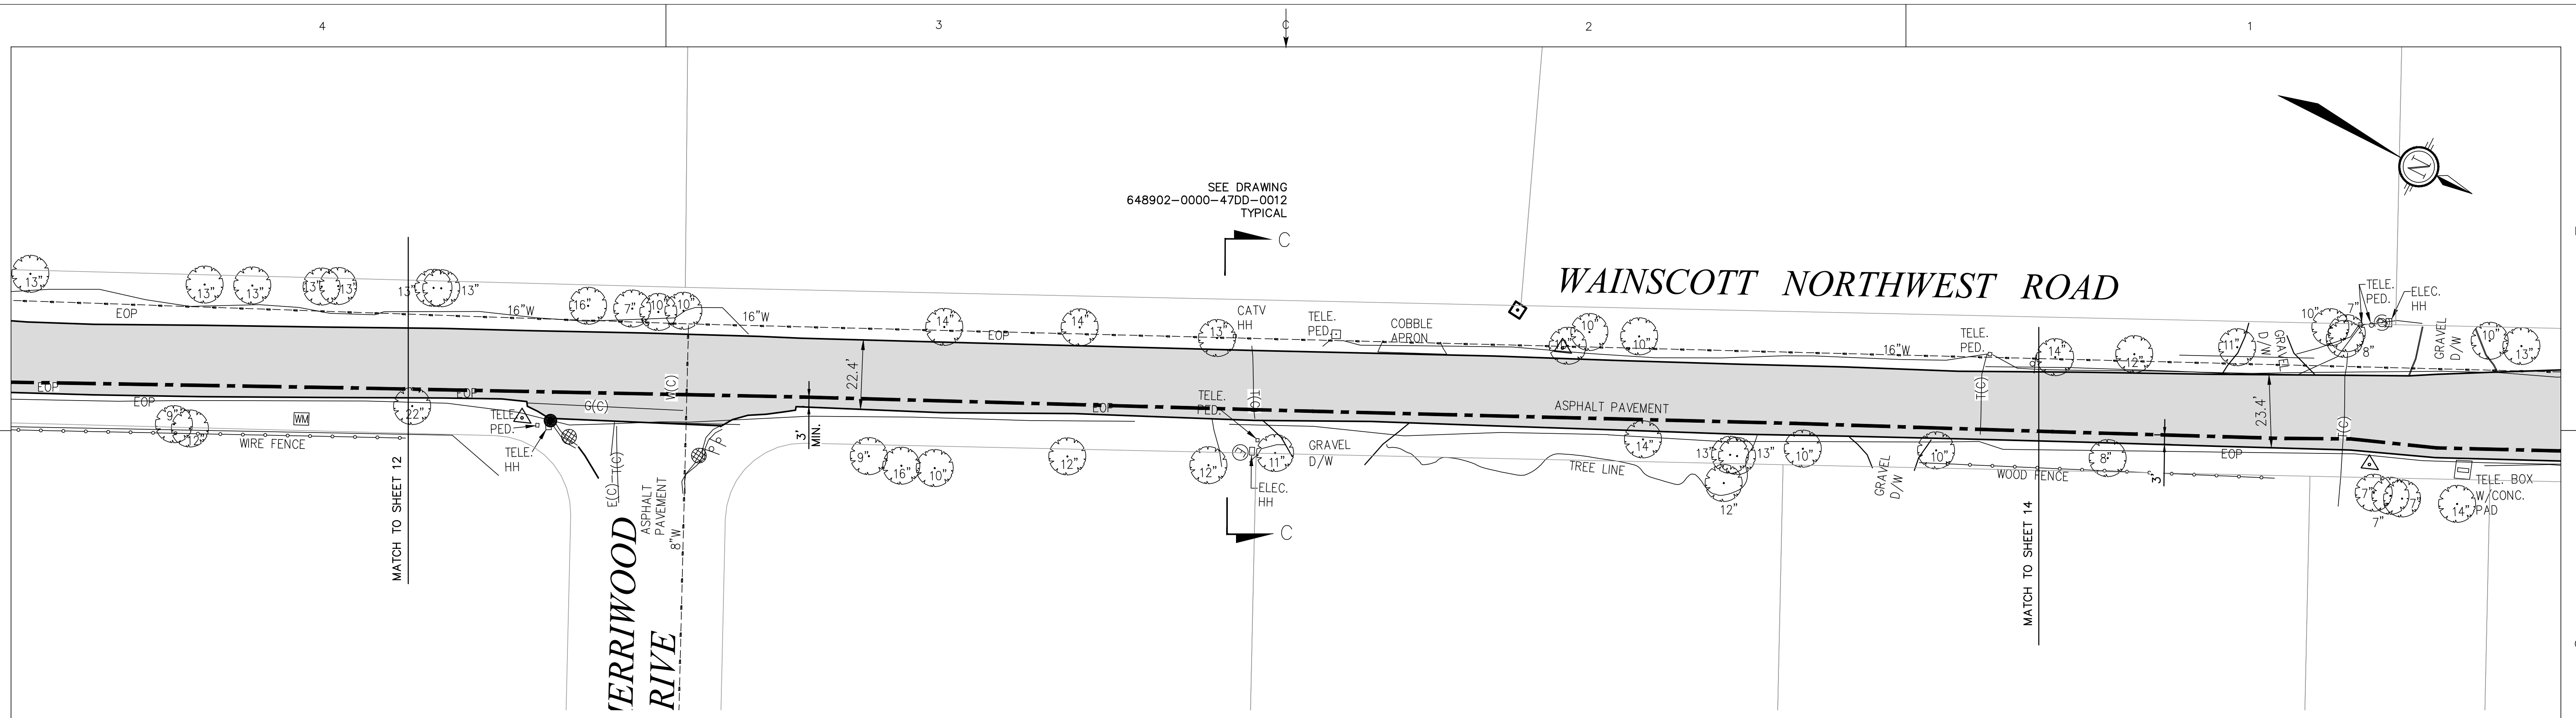 4
3
C
2
1
N
SEE DRAWING
648902-0000-47DD-0012
TYPICAL
C
WAINSCOTT NORTHWEST ROAD
13"
13"
13"
13"
13"
13"
13"
16"
7"
10"
10"
14"
14"
13"
10"
10"
14"
12"
11"
10"
7"
8"
10"
13"
EOP
16"W
16"W
EOP
CATV
HH
TELE.
PED.
COBBLE
APRON
16"W
TELE.
PED.
GRAVEL
D/W
TELE.
PED.
ELEC.
HH
GRAVEL
D/W
EOP
EOP
EOP
22.4'
W(C)
G(C)
TELE.
PED.
EOP
ASPHALT PAVEMENT
T(C)
23.4'
9"
12"
WM
22"
WIRE FENCE
TELE.
PED.
TELE.
HH
3'
MIN.
9"
16"
10"
12"
12"
11"
GRAVEL
D/W
ELEC.
HH
TREE LINE
14"
13"
13"
12"
10"
GRAVEL
D/W
10"
WOOD FENCE
8"
3'
EOP
7"
7"
7"
14"
TELE. BOX
W/CONC.
PAD
MATCH TO SHEET 12
E(C)-T(C)
ASPHALT
PAVEMENT
8"W
C
MATCH TO SHEET 14
ERRIWOOD
RIVE